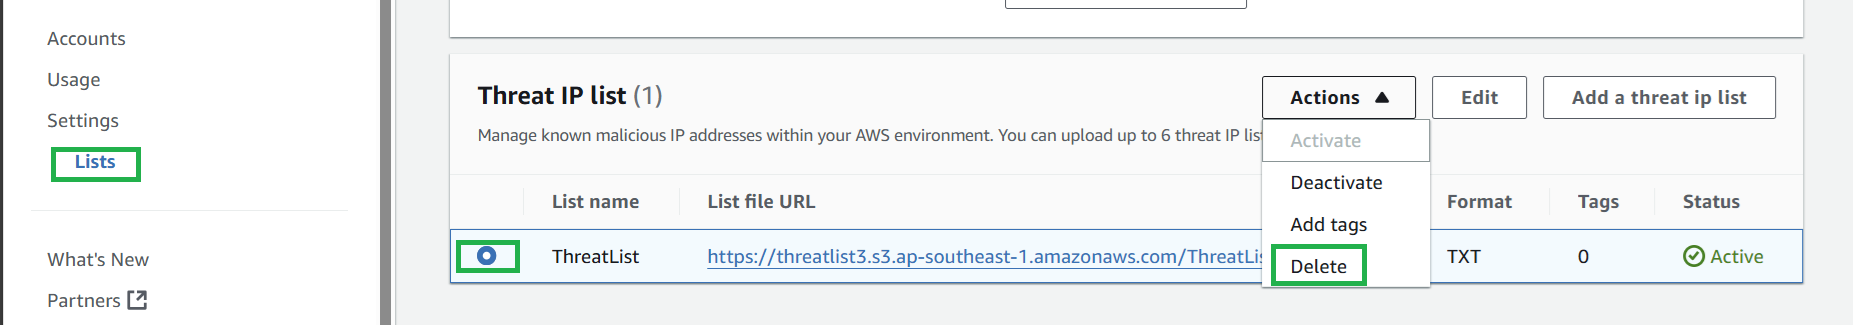 Accounts
Usage
Settings
Lists
What's New
Partners
Threat IP list (1)
Actions
Edit
Add a threat ip list
Manage known malicious IP addresses within your AWS environment. You can upload up to 6 threat IP
Activate
Deactivate
Add tags
Delete
List name
List file URL
Format
Tags
Status
ThreatList
https://threatlist3.s3.ap-southeast-1.amazonaws.com/ThreatLis
TXT
0
Active